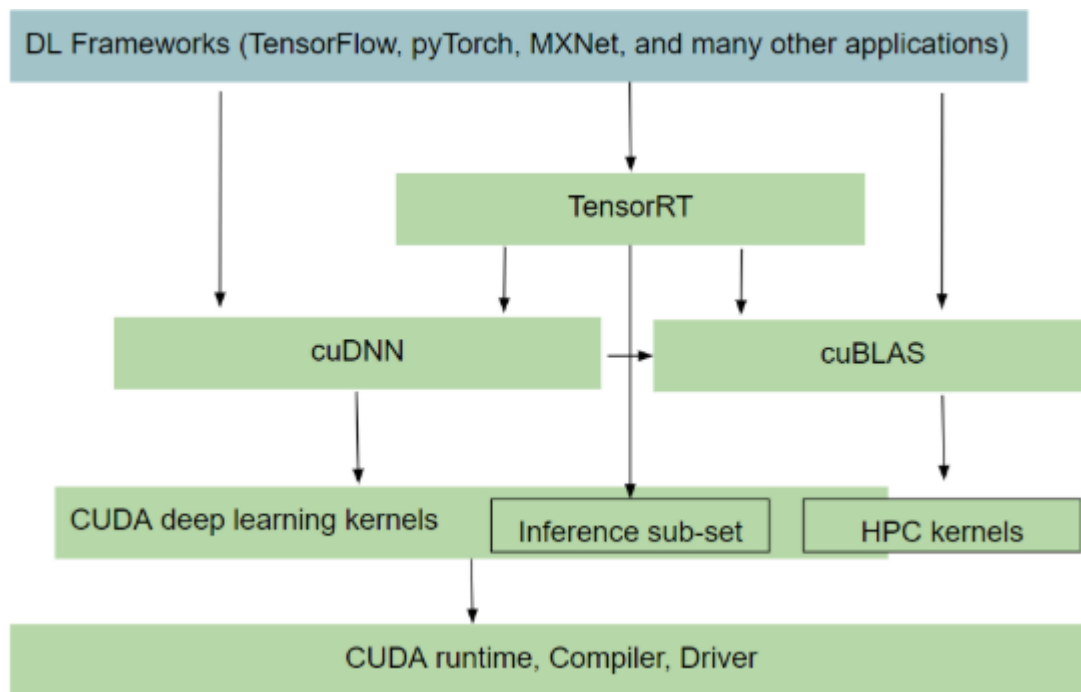 DL Frameworks (TensorFlow, pyTorch, MXNet, and many other applications)
TensorRT
cuDNN
cuBLAS
CUDA deep learning kernels
Inference sub-set
HPC kernels
CUDA runtime, Compiler, Driver